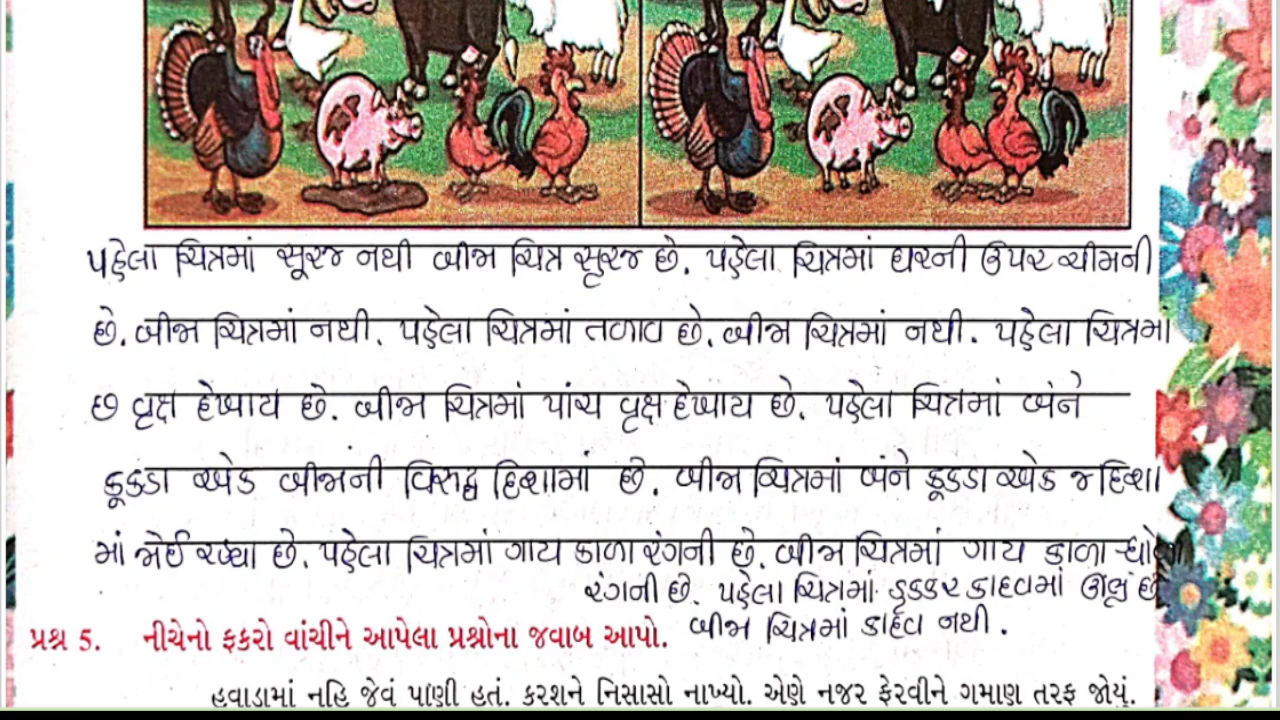 પહેલા ચિત્રમાં સૂરજ નથી બીજા ચિત્ર સુરજ છે. પહેલા ચિત્રમાં ઘરની ઉપર ચીમની
છે. બીજા ચિત્રમાં નથી. પહેલા ચિત્રમાં તળાવ છે. બીજા ચિત્રમાં નથી. પહેલા ચિત્રમા
છ વૃક્ષ દેખાય છે. બીજા ચિત્રમાં પાંચ વૃક્ષ દેખાય છે. પહેલા ચિત્રમાં બંને
કૂકડા એક બીજાની વિરુદ્ધ દિશામાં છે. બીજા ચિત્રમાં બંને કૂકડા એક જ દિશા
માં જોઈ રહ્યા છે. પહેલા ચિત્રમાં ગાય કાળા રંગની છે. બીજા ચિત્રમાં ગાય કાળા
રંગની છે. પહેલા ચિત્રમાં ડુક્કર કાદવમાં ઊભું છે
બીજા ચિત્રમાં કાદવ નથી.
પ્રશ્ન 5. નીચેનો ફકરો વાંચીને આપેલા પ્રશ્નોના જવાબ આપો.
હવાડામાં નહિ જેવું પાણી હતું. કરશને નિસાસો નાખ્યો. એણે નજર ફેરવીને ગમાણ તરફ જોયું.